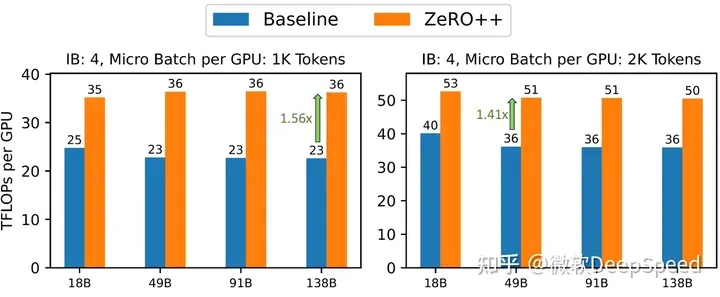 Baseline ZeRO++
IB: 4, Micro Batch per GPU: 1K Tokens
TFLOPs per GPU
40
30
20
10
0
35 36 36 36
25 23 23 23
1.56x
18B 49B 91B 138B
IB: 4, Micro Batch per GPU: 2K Tokens
50
40
30
20
10
0
53 51 51 50
40 36 36 36
1.41x
18B 49B 91B 138B
知乎 @微软DeepSpeed